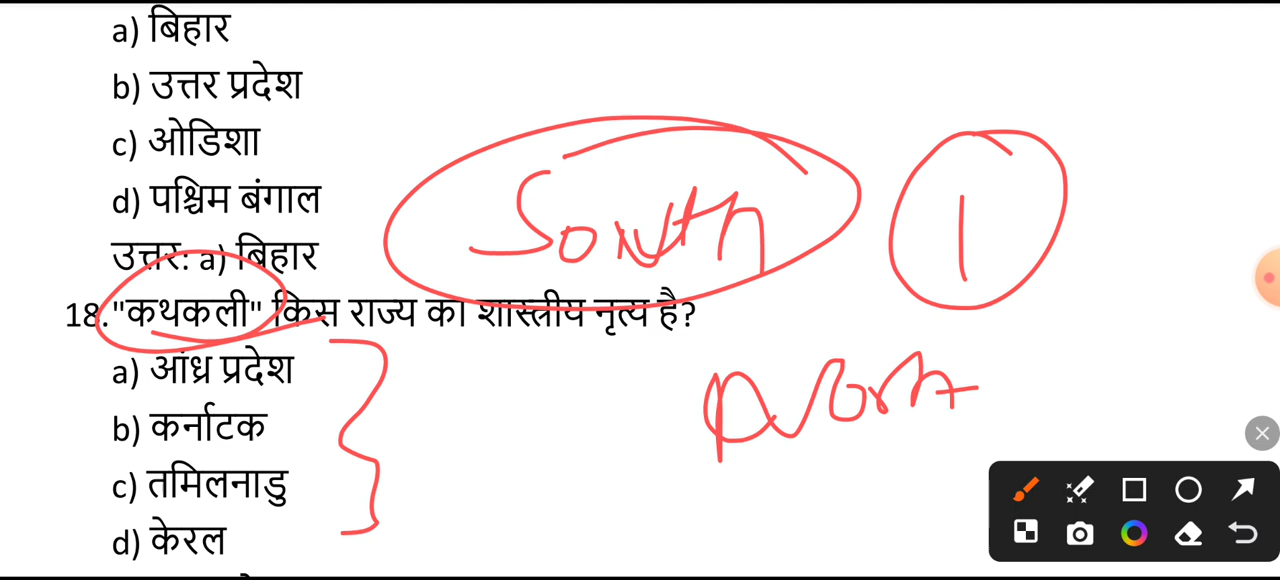 a) बिहार
b) उत्तर प्रदेश
c) ओडिशा
d) पश्चिम बंगाल
South
1
उत्तर: a) बिहार
18. "कथकली" किस राज्य का शास्त्रीय नृत्य है?
a) आंध्र प्रदेश
North
b) कर्नाटक
c) तमिलनाडु
d) केरल